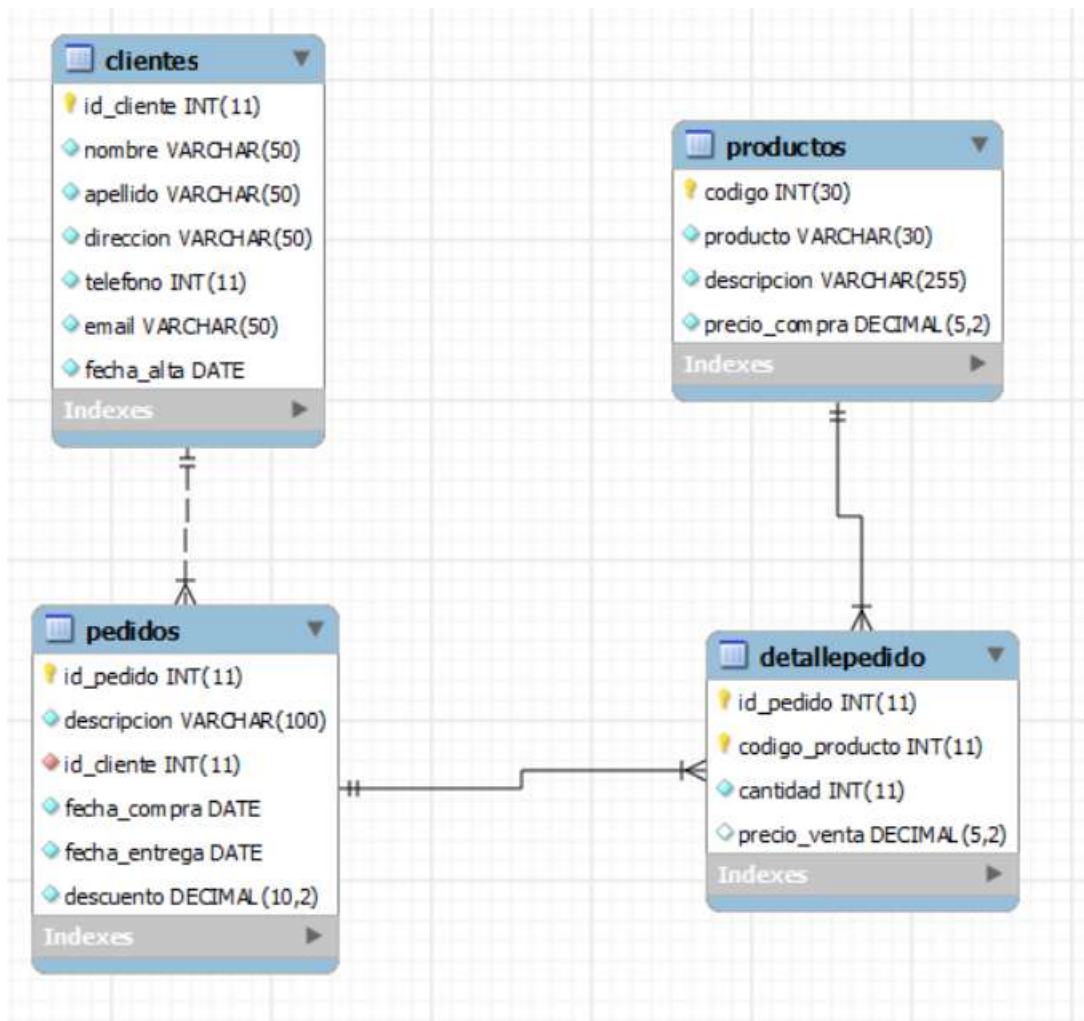 clientes
id_cliente INT(11)
nombre VARCHAR(50)
apellido VARCHAR(50)
direccion VARCHAR(50)
telefono INT(11)
email VARCHAR(50)
fecha_alta DATE
Indexes
productos
codigo INT(30)
producto VARCHAR(30)
descripcion VARCHAR(255)
precio_compra DECIMAL(5,2)
Indexes
pedidos
id_pedido INT(11)
descripcion VARCHAR(100)
id_cliente INT(11)
fecha_compra DATE
fecha_entrega DATE
descuento DECIMAL(10,2)
Indexes
detallepedido
id_pedido INT(11)
codigo_producto INT(11)
cantidad INT(11)
precio_venta DECIMAL(5,2)
Indexes